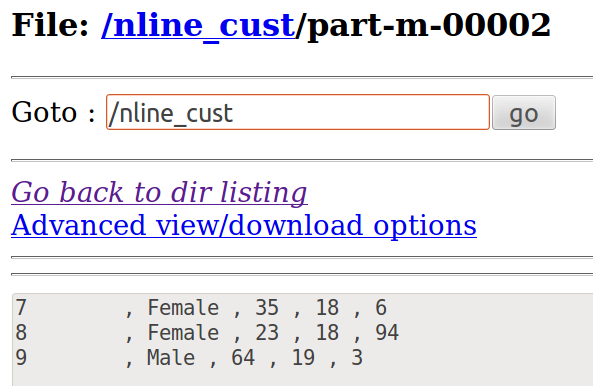 File: /nline_cust/part-m-00002
Goto : /nline_cust go
Go back to dir listing
Advanced view/download options
7 , Female , 35 , 18 , 6
8 , Female , 23 , 18 , 94
9 , Male , 64 , 19 , 3